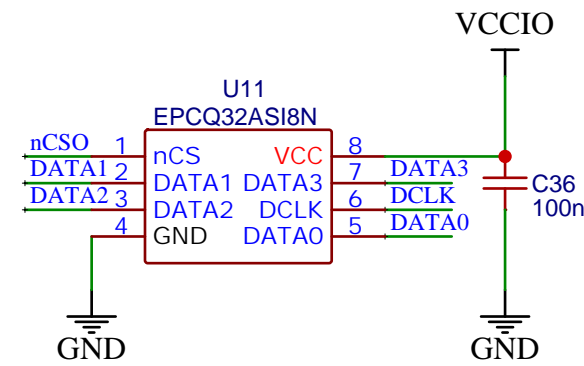 VCCIO
U11
EPCQ32ASI8N
nCSO 1 nCS VCC 8
DATA1 2 DATA1 DATA3 7 DATA3
DATA2 3 DATA2 DCLK 6 DCLK
4 GND DATA0 5 DATA0
C36
100n
GND
GND